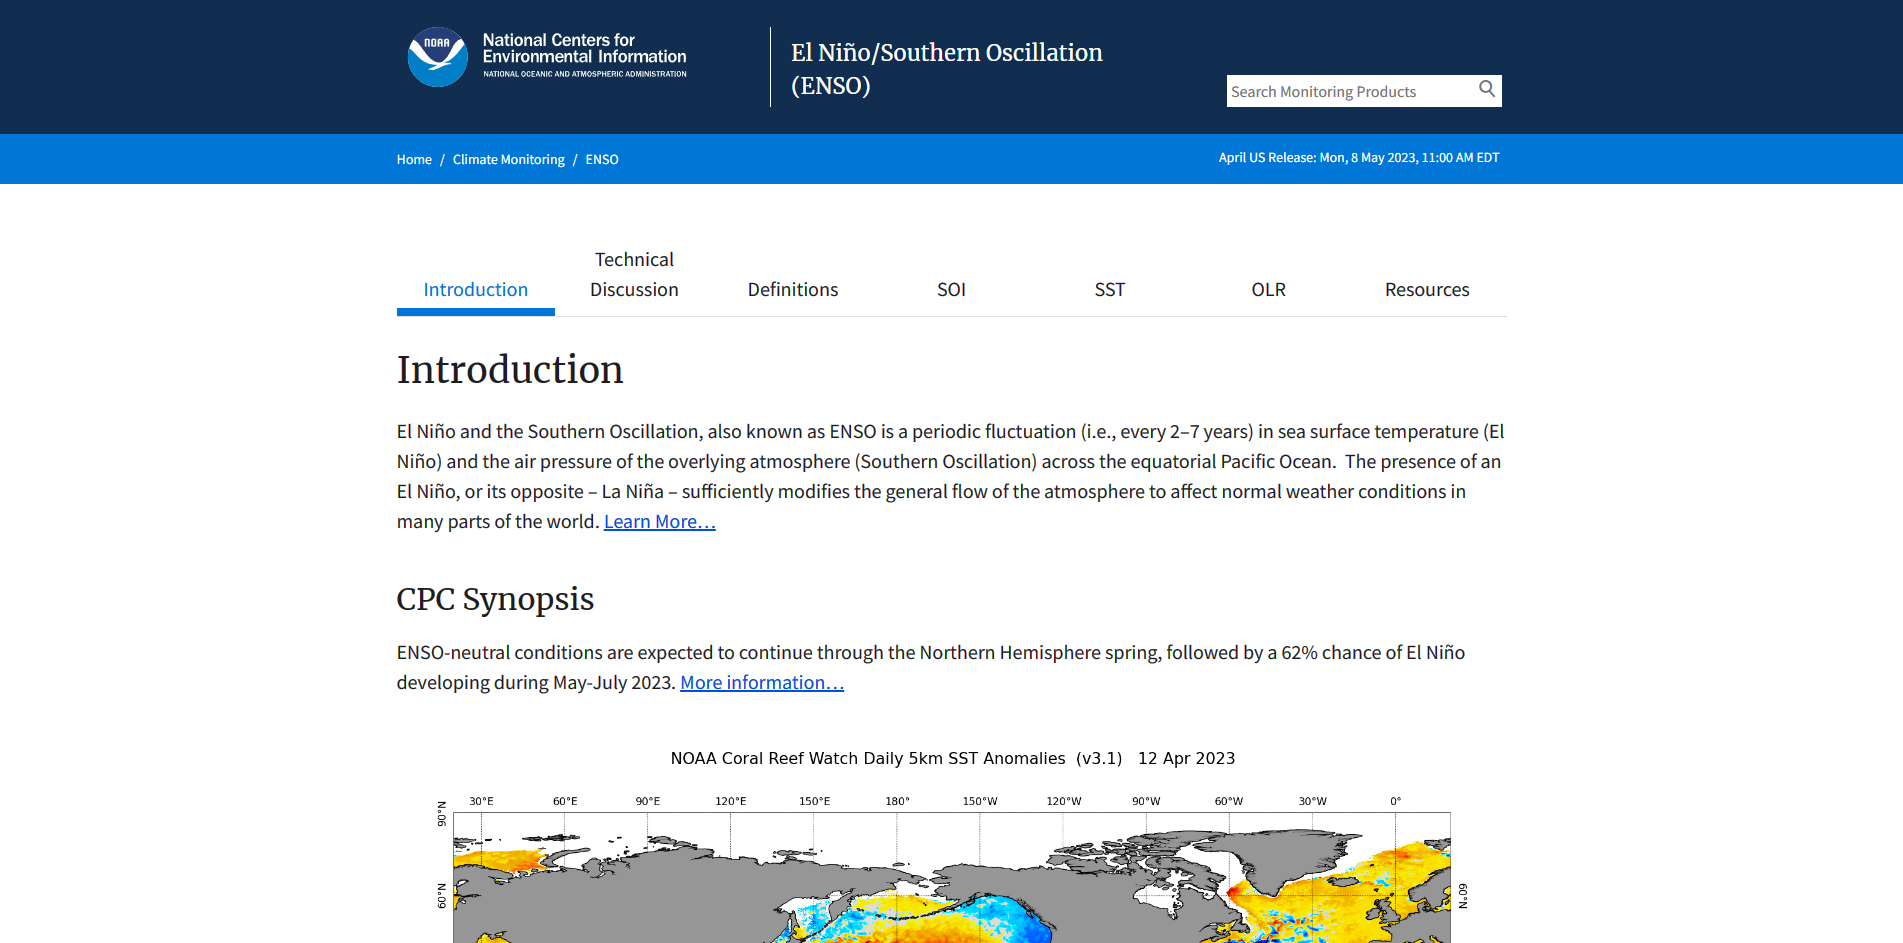 NOAA
National Centers for
Environmental Information
NATIONAL OCEANIC AND ATMOSPHERIC ADMINISTRATION
El Niño/Southern Oscillation
(ENSO)
Search Monitoring Products
Home / Climate Monitoring / ENSO
April US Release: Mon, 8 May 2023, 11:00 AM EDT
Introduction
Technical
Discussion
Definitions
SOI
SST
OLR
Resources
Introduction
El Niño and the Southern Oscillation, also known as ENSO is a periodic fluctuation (i.e., every 2–7 years) in sea surface temperature (El
Niño) and the air pressure of the overlying atmosphere (Southern Oscillation) across the equatorial Pacific Ocean. The presence of an
El Niño, or its opposite – La Niña – sufficiently modifies the general flow of the atmosphere to affect normal weather conditions in
many parts of the world. Learn More…
CPC Synopsis
ENSO-neutral conditions are expected to continue through the Northern Hemisphere spring, followed by a 62% chance of El Niño
developing during May-July 2023. More information…
NOAA Coral Reef Watch Daily 5km SST Anomalies (v3.1) 12 Apr 2023
30°E 60°E 90°E 120°E 150°E 180° 150°W 120°W 90°W 60°W 30°W 0°
90°N
60°N
60°N